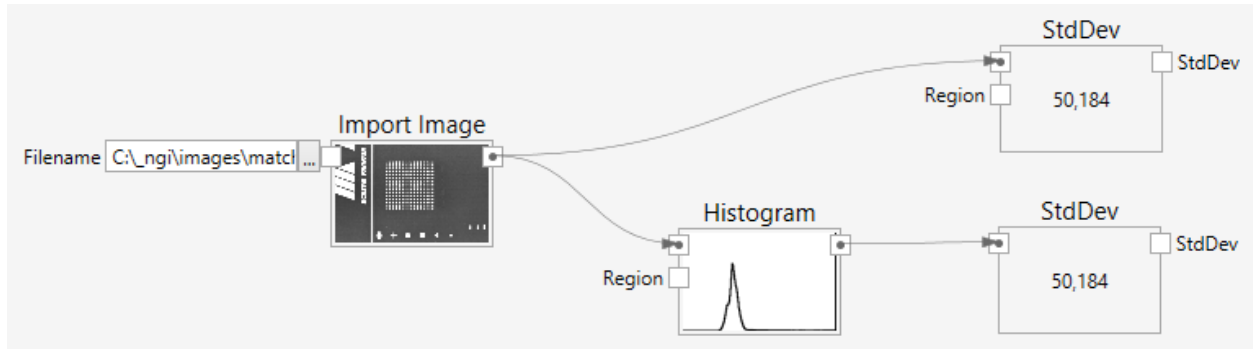 StdDev
StdDev
Region
50,184
Import Image
Filename
C:\_ngi\images\matcl
...
Histogram
Region
StdDev
StdDev
50,184